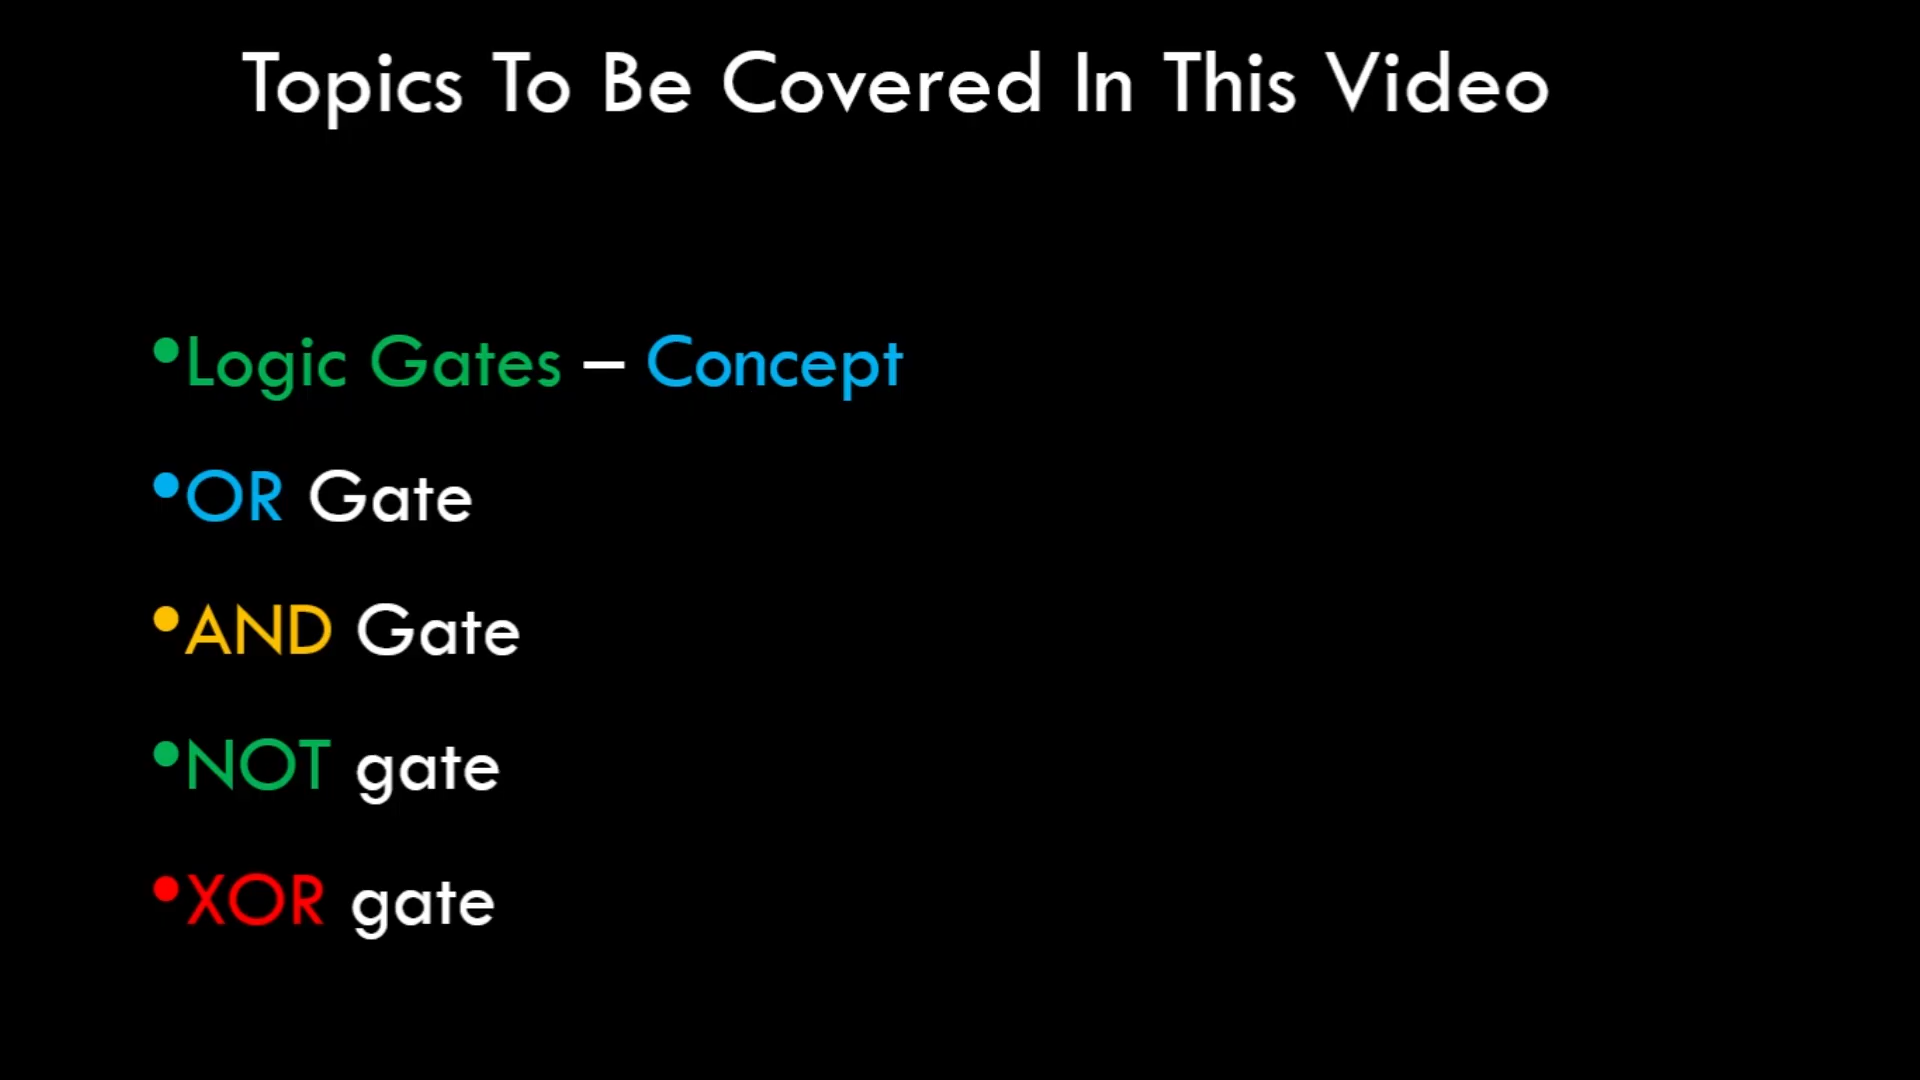 Topics To Be Covered In This Video
•Logic Gates – Concept
•OR Gate
•AND Gate
•NOT gate
•XOR gate